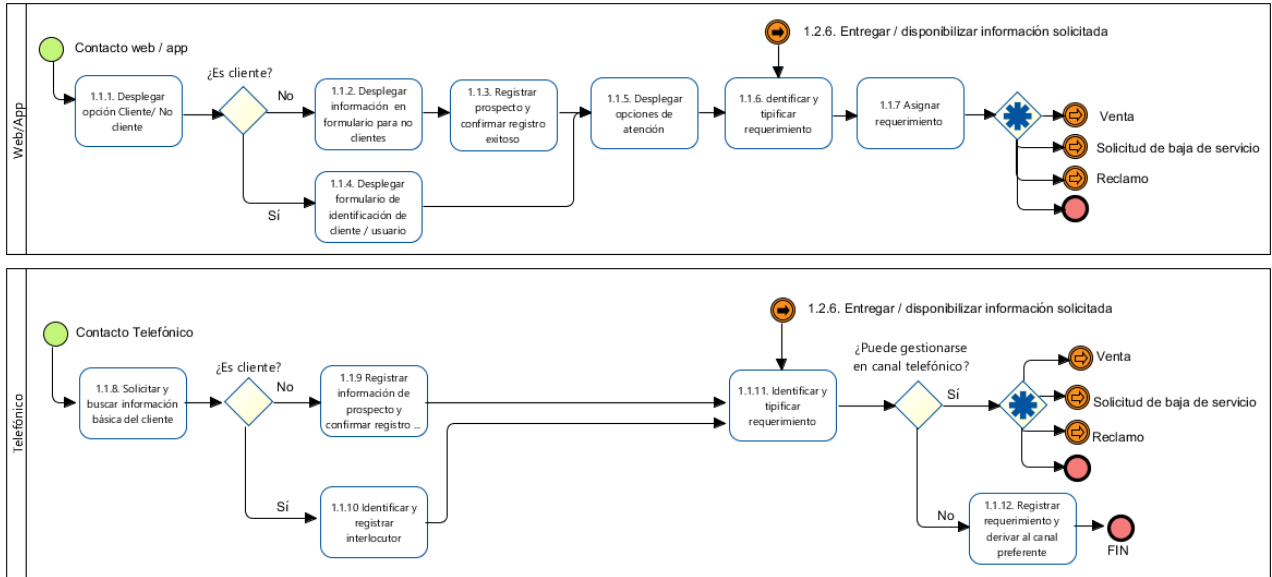 Web/App
Contacto web / app
1.2.6. Entregar / disponibilizar información solicitada
¿Es cliente?
1.1.1. Desplegar
opción Cliente/ No
cliente
No
1.1.2. Desplegar
información en
formulario para no
clientes
1.1.3. Registrar
prospecto y
confirmar registro
exitoso
1.1.5. Desplegar
opciones de
atención
1.1.6. dentificar y
tipificar
requerimiento
1.1.7 Asignar
requerimiento
Venta
Solicitud de baja de servicio
Reclamo
Sí
1.1.4. Desplegar
formulario de
identificación de
cliente / usuario
Telefónico
Contacto Telefónico
1.2.6. Entregar / disponibilizar información solicitada
¿Es cliente?
1.1.8. Solicitar y
buscar información
básica del cliente
No
1.1.9 Registrar
información de
prospecto y
confirmar registro ...
1.1.11. Identificar y
tipificar
requerimiento
¿Puede gestionarse
en canal telefónico?
Sí
Venta
Solicitud de baja de servicio
Reclamo
Sí
1.1.10 Identificar y
registrar
interlocutor
No
1.1.12. Registrar
requerimiento y
derivar al canal
preferente
FIN